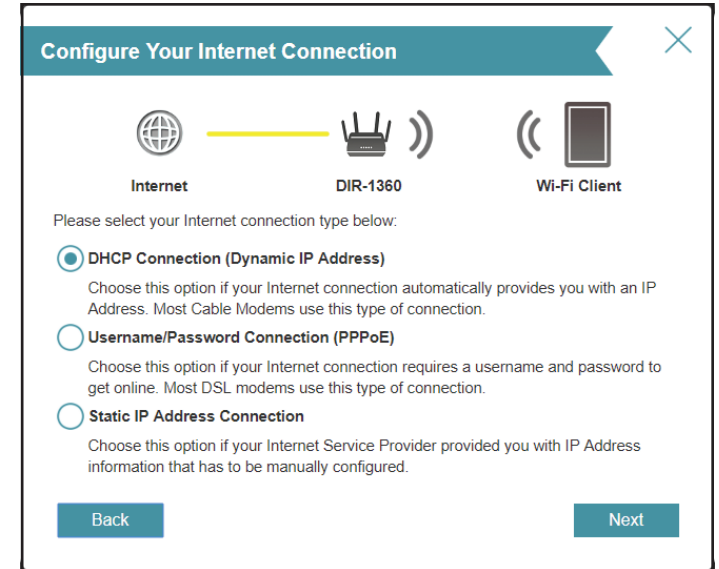 Configure Your Internet Connection
Internet
DIR-1360
Wi-Fi Client
Please select your Internet connection type below:
DHCP Connection (Dynamic IP Address)
Choose this option if your Internet connection automatically provides you with an IP
Address. Most Cable Modems use this type of connection.
Username/Password Connection (PPPoE)
Choose this option if your Internet connection requires a username and password to
get online. Most DSL modems use this type of connection.
Static IP Address Connection
Choose this option if your Internet Service Provider provided you with IP Address
information that has to be manually configured.
Back
Next